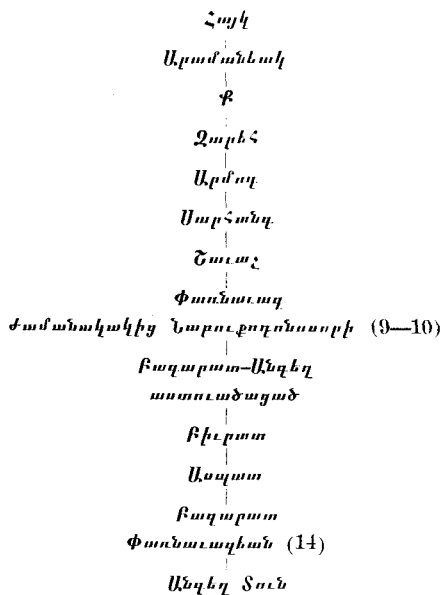 Հայկ
Արամանեակ
Ք
Զարեհ
Արմոգ
Սարհանգ
Շաւաշ
Փառնաւազ
Ժամանակակից Նաբուքոդոնոսորի (9—10)
Բագարատ-Անգեղ
աստուածացած
Բիւրատ
Ասպատ
Բագարատ
Փառնաւազեան (14)
Անգեղ Տուն